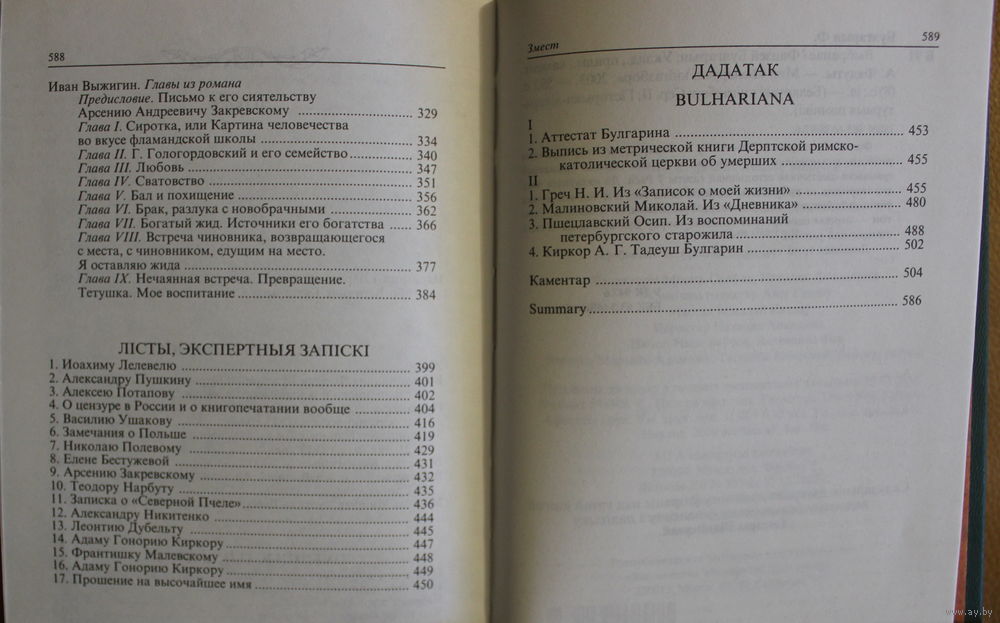 588
Иван Выжигин. Главы из романа
Предисловие. Письмо к его сиятельству
Арсению Андреевичу Закревскому ........ 329
Глава I. Сиротка, или Картина человечества
во вкусе фламандской школы ........ 334
Глава II. Г. Гологордовский и его семейство ........ 340
Глава III. Любовь ........ 347
Глава IV. Сватовство ........ 351
Глава V. Бал и похищение ........ 356
Глава VI. Брак, разлука с новобрачными ........ 362
Глава VII. Богатый жид. Источники его богатства ........ 366
Глава VIII. Встреча чиновника, возвращающегося
с места, с чиновником, едущим на место.
Я оставляю жида ........ 377
Глава IX. Нечаянная встреча. Превращение.
Тетушка. Мое воспитание ........ 384
ЛІСТЫ, ЭКСПЕРТНЫЯ ЗАПІСКІ
1. Иоахиму Лелевелю ........ 399
2. Александру Пушкину ........ 401
3. Алексею Потапову ........ 402
4. О цензуре в России и о книгопечатании вообще ........ 404
5. Василию Ушакову ........ 416
6. Замечания о Польше ........ 419
7. Николаю Полевому ........ 429
8. Елене Бестужевой ........ 431
9. Арсению Закревскому ........ 432
10. Теодору Нарбуту ........ 435
11. Записка о «Северной Пчеле» ........ 436
12. Александру Никитенко ........ 444
13. Леонтию Дубельту ........ 445
14. Адаму Гонорию Киркору ........ 447
15. Франтишку Малевскому ........ 448
16. Адаму Гонорию Киркору ........ 449
17. Прошение на высочайшее имя ........ 450
Змест 589
ДАДАТАК
BULHARIANA
I
1. Аттестат Булгарина ........ 453
2. Выпись из метрической книги Дерптской римско-
католической церкви об умерших ........ 455
II
1. Греч Н. И. Из «Записок о моей жизни» ........ 455
2. Малиновский Миколай. Из «Дневника» ........ 480
3. Пшецлавский Осип. Из воспоминаний
петербургского старожила ........ 488
4. Киркор А. Г. Тадеуш Булгарин ........ 502
Каментар ........ 504
Summary ........ 586
www.ay.by